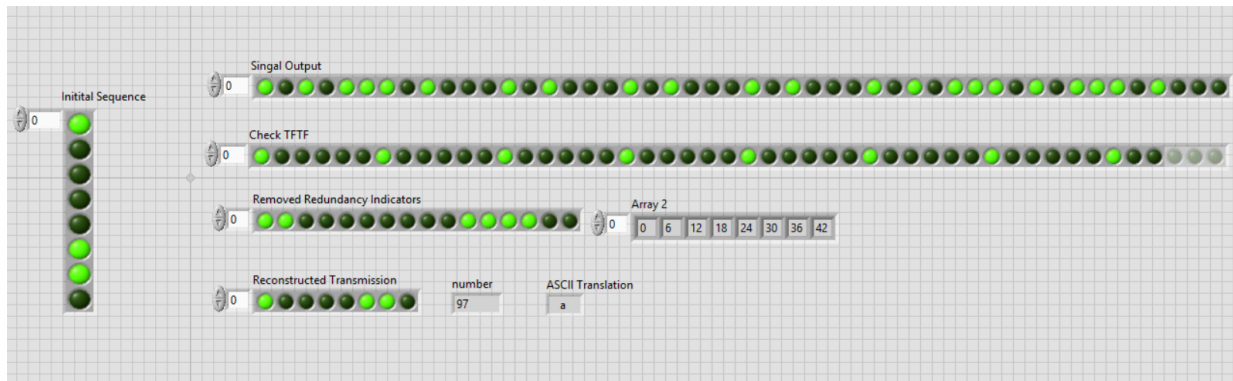 Singal Output
0
Initital Sequence
0
Check TFTF
0
Removed Redundancy Indicators
0
Array 2
0
0 6 12 18 24 30 36 42
Reconstructed Transmission
0
number
97
ASCII Translation
a